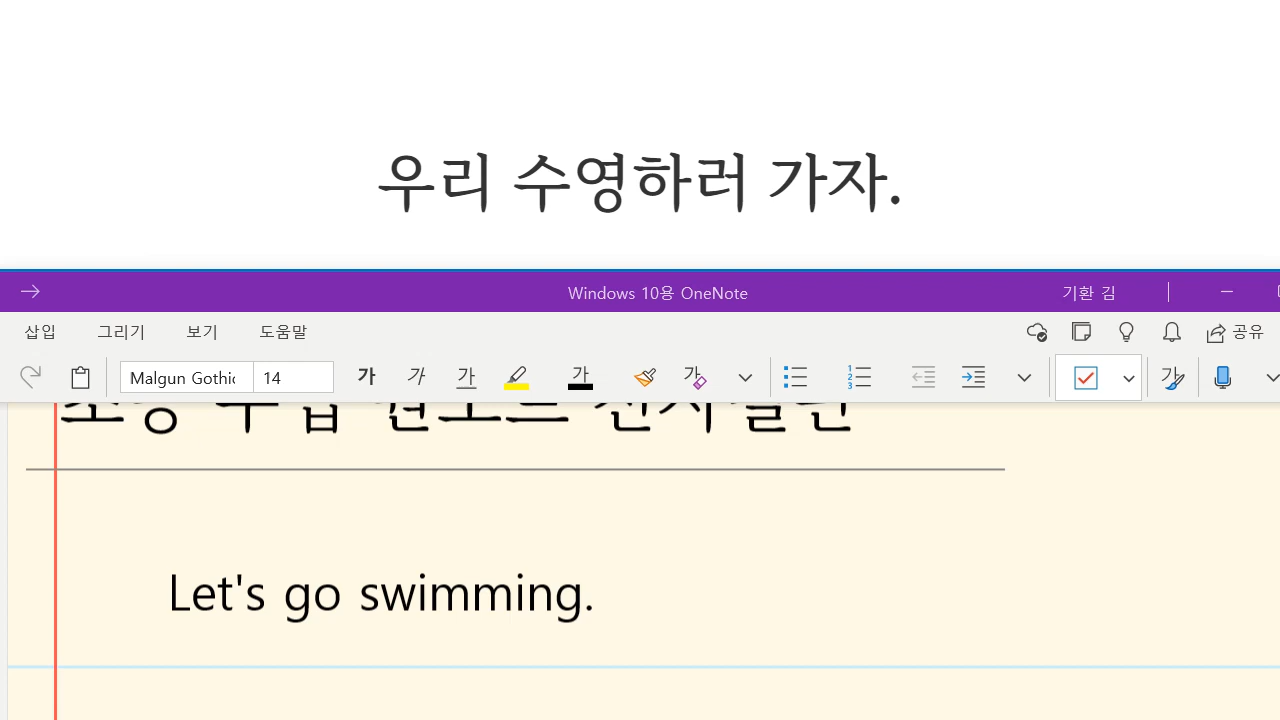 우리 수영하러 가자.
Windows 10용 OneNote 기환 김
삽입 그리기 보기 도움말 공유
Malgun Gothic 14 가 가 가 가 가 가
Let's go swimming.